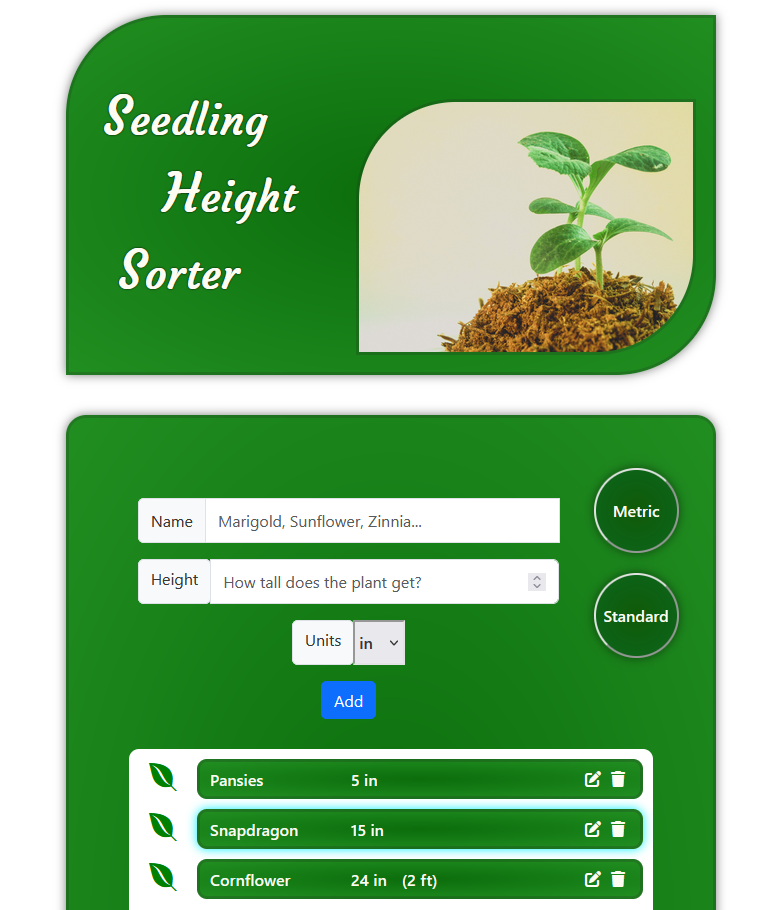 Seedling
Height
Sorter
Name Marigold, Sunflower, Zinnia...
Metric
Height How tall does the plant get?
Standard
Units in
Add
Pansies 5 in
Snapdragon 15 in
Cornflower 24 in (2 ft)